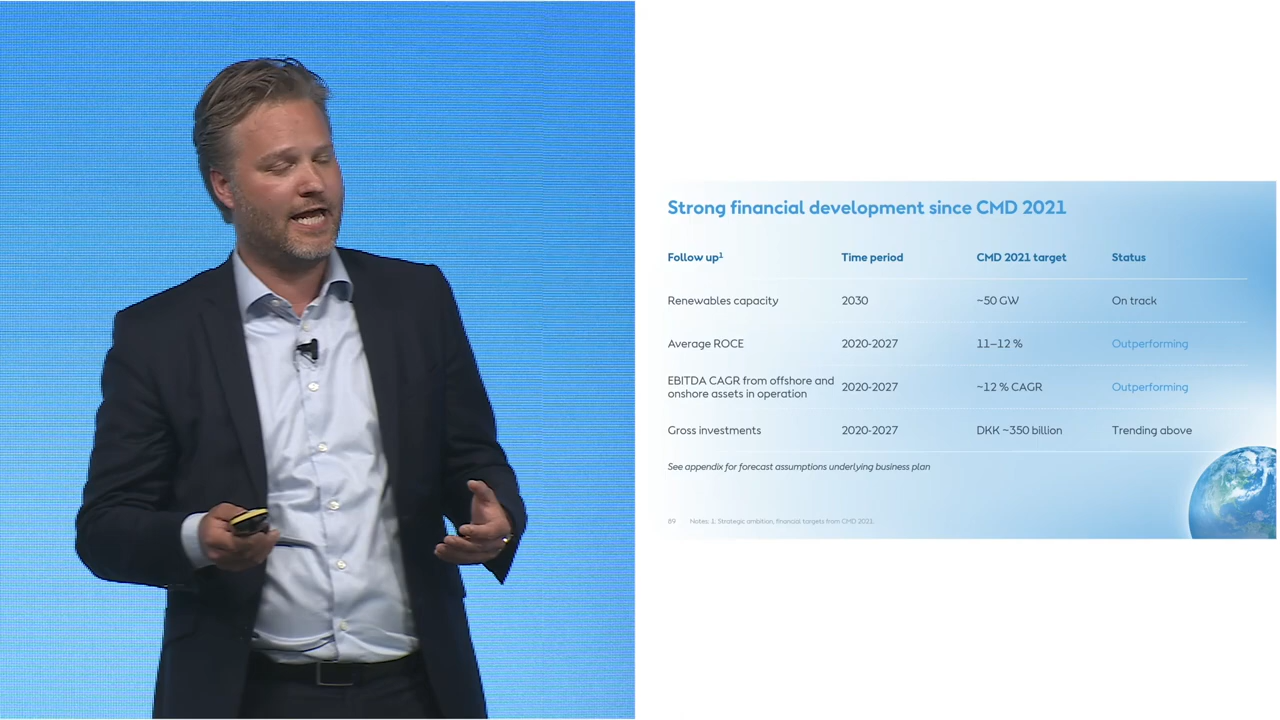 Strong financial development since CMD 2021
Follow up¹ Time period CMD 2021 target Status
Renewables capacity 2030 ~50 GW On track
Average ROCE 2020-2027 11–12 % Outperforming
EBITDA CAGR from offshore and
onshore assets in operation 2020-2027 ~12 % CAGR Outperforming
Gross investments 2020-2027 DKK ~350 billion Trending above
See appendix for forecast assumptions underlying business plan
89 Notes: 1. Strategic ambition, financial targets from CMD 2021.